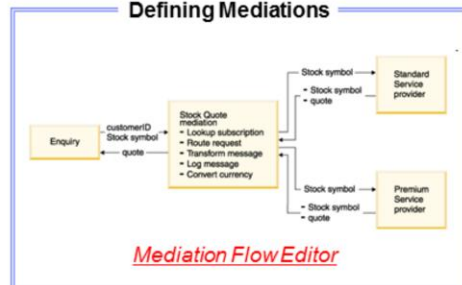 Defining Mediations
Enquiry
customerID
Stock symbol
quote
Stock Quote
mediation
- Lookup subscription
- Route request
- Transform message
- Log message
- Convert currency
Stock symbol
- Stock symbol
- quote
Standard
Service
provider
Stock symbol
- Stock symbol
- quote
Premium
Service
provider
Mediation Flow Editor